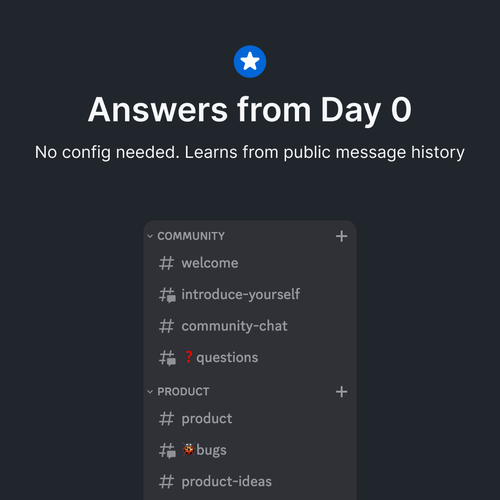 Answers from Day 0
No config needed. Learns from public message history
COMMUNITY
welcome
introduce-yourself
community-chat
❓questions
PRODUCT
product
🐞bugs
product-ideas